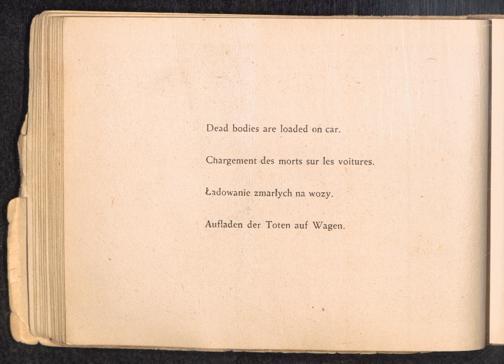 Dead bodies are loaded on car.
Chargement des morts sur les voitures.
Ładowanie zmarłych na wozy.
Aufladen der Toten auf Wagen.